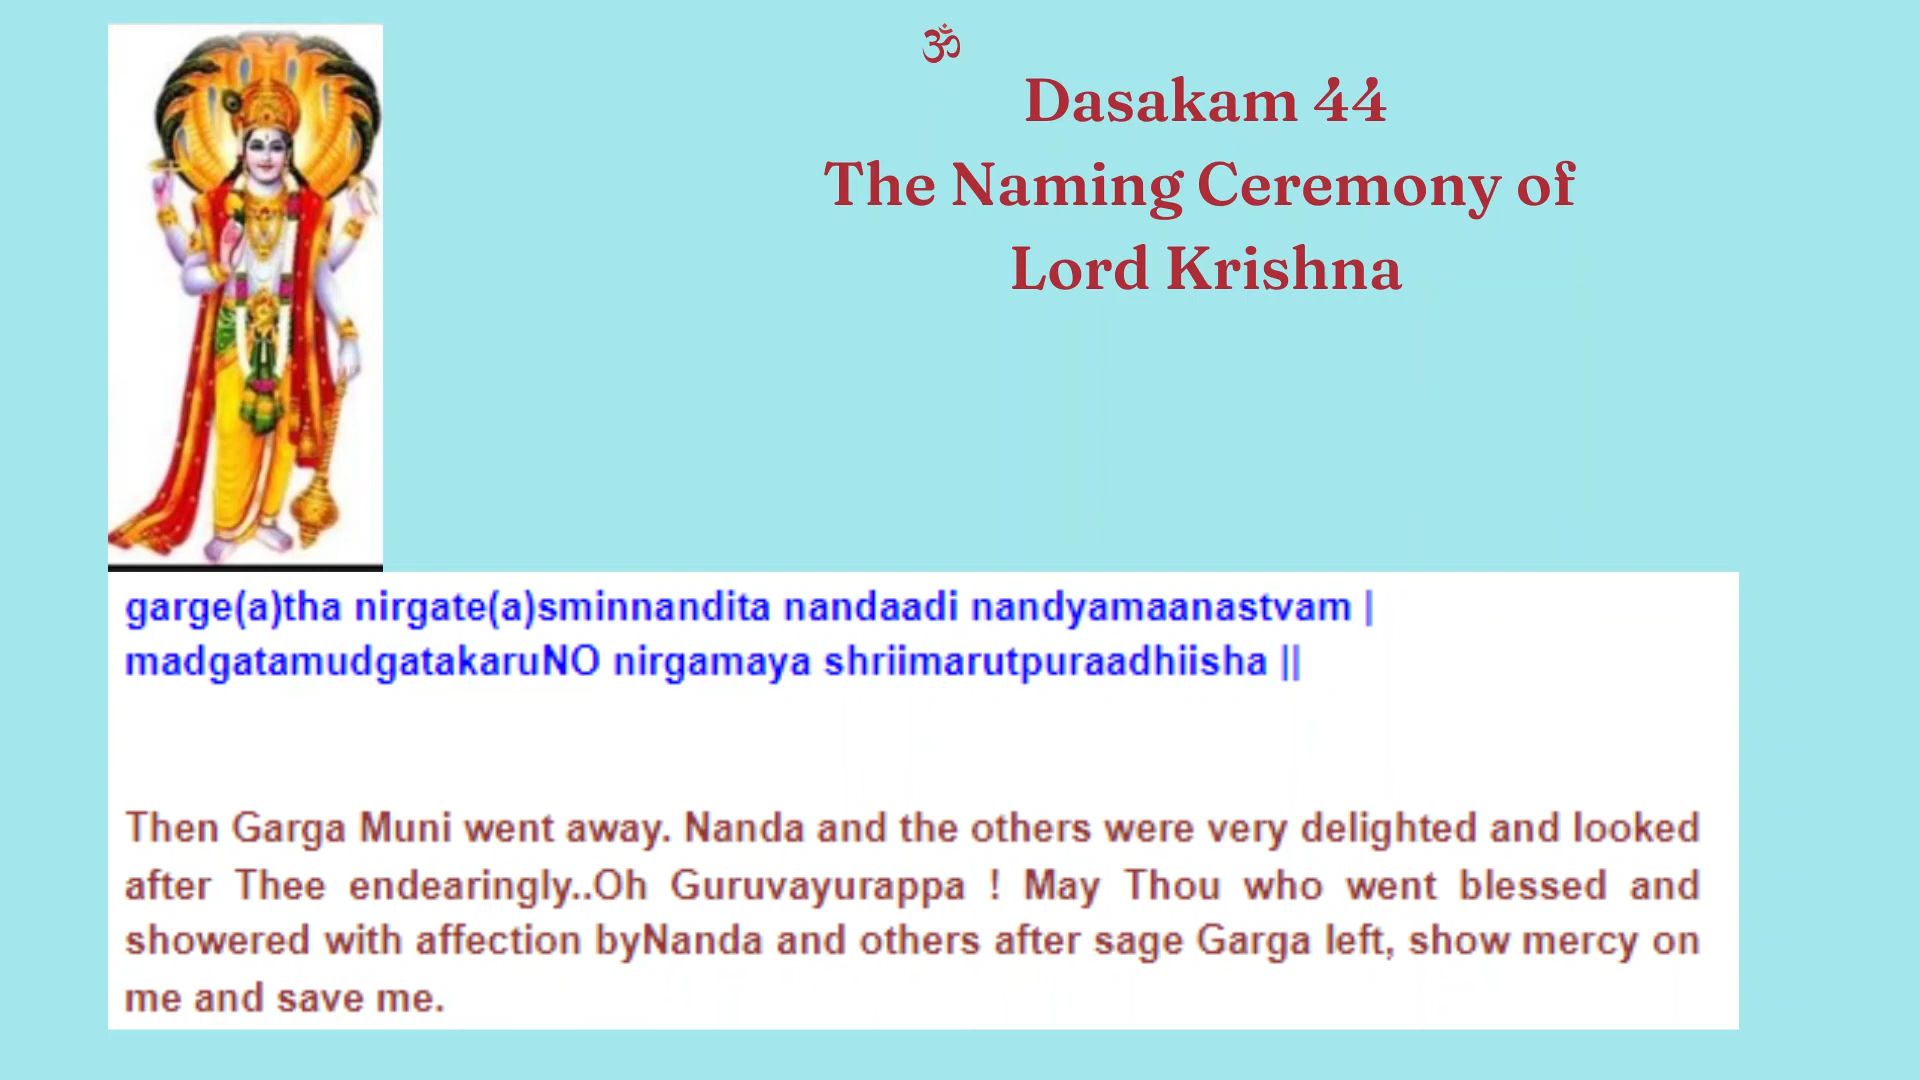 ॐ
Dasakam 44
The Naming Ceremony of
Lord Krishna
garge(a)tha nirgate(a)sminnandita nandaadi nandyamaanastvam |
madgatamudgatakaruNO nirgamaya shriimarutpuraadhiisha ||
Then Garga Muni went away. Nanda and the others were very delighted and looked
after Thee endearingly..Oh Guruvayurappa ! May Thou who went blessed and
showered with affection byNanda and others after sage Garga left, show mercy on
me and save me.